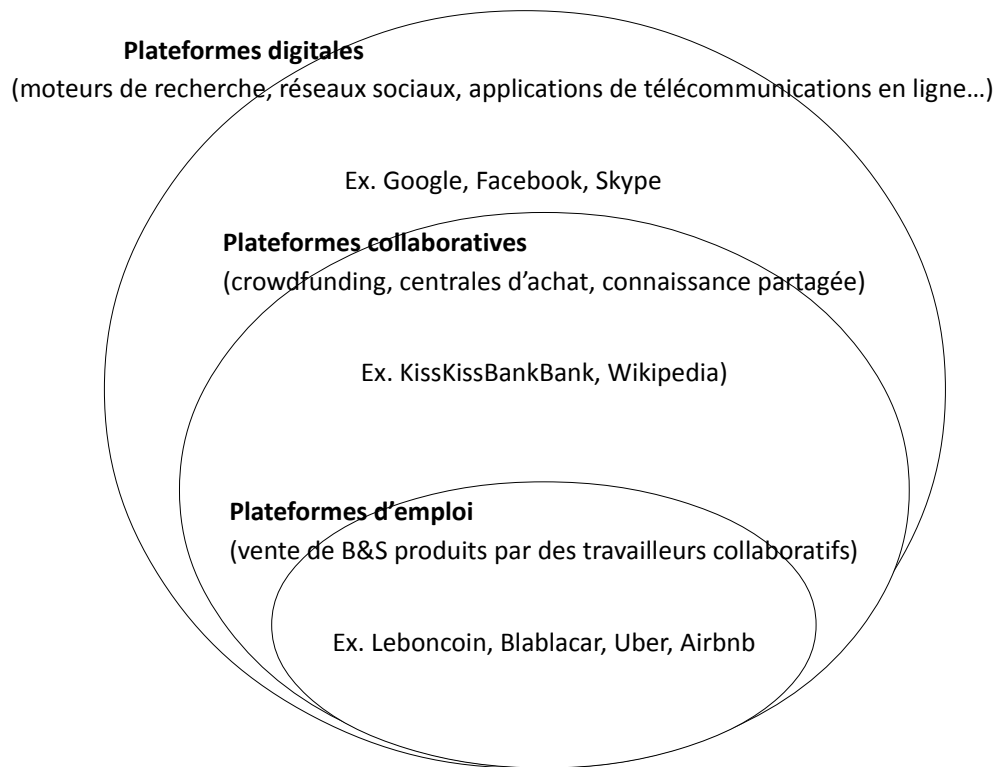 Plateformes digitales
(moteurs de recherche, réseaux sociaux, applications de télécommunications en ligne…)
Ex. Google, Facebook, Skype
Plateformes collaboratives
(crowdfunding, centrales d’achat, connaissance partagée)
Ex. KissKissBankBank, Wikipedia)
Plateformes d’emploi
(vente de B&S produits par des travailleurs collaboratifs)
Ex. Leboncoin, Blablacar, Uber, Airbnb